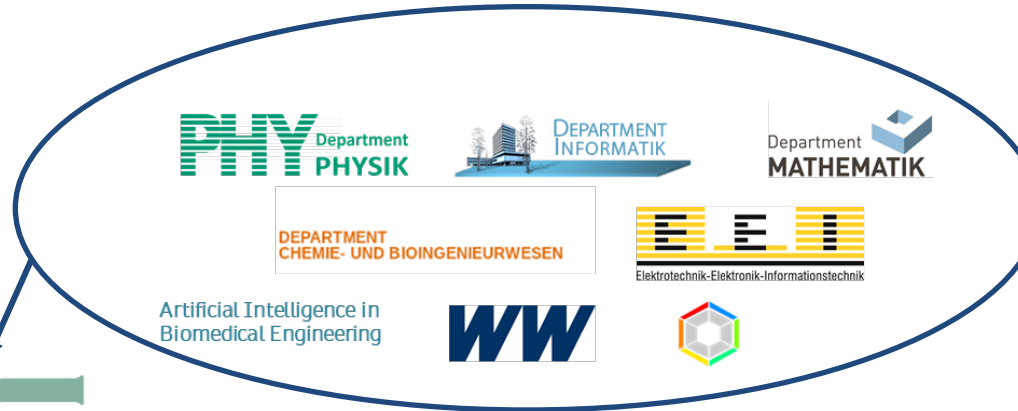 PHY Department
PHYSIK
DEPARTMENT
INFORMATIK
Department
MATHEMATIK
DEPARTMENT
CHEMIE- UND BIOINGENIEURWESEN
E E I
Elektrotechnik-Elektronik-Informationstechnik
Artificial Intelligence in
Biomedical Engineering
WW